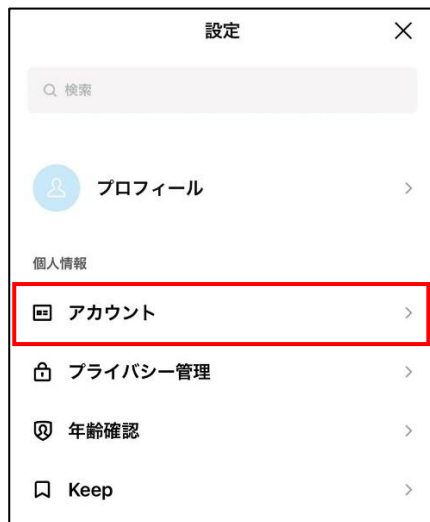 設定
検索
プロフィール
個人情報
アカウント
プライバシー管理
年齢確認
Keep